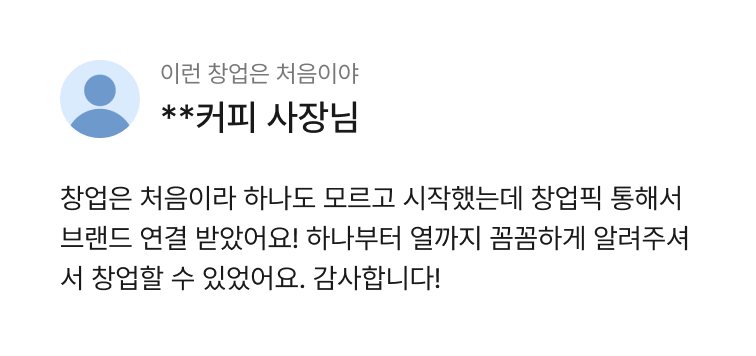 이런 창업은 처음이야
**커피 사장님
창업은 처음이라 하나도 모르고 시작했는데 창업픽 통해서
브랜드 연결 받았어요! 하나부터 열까지 꼼꼼하게 알려주셔
서 창업할 수 있었어요. 감사합니다!